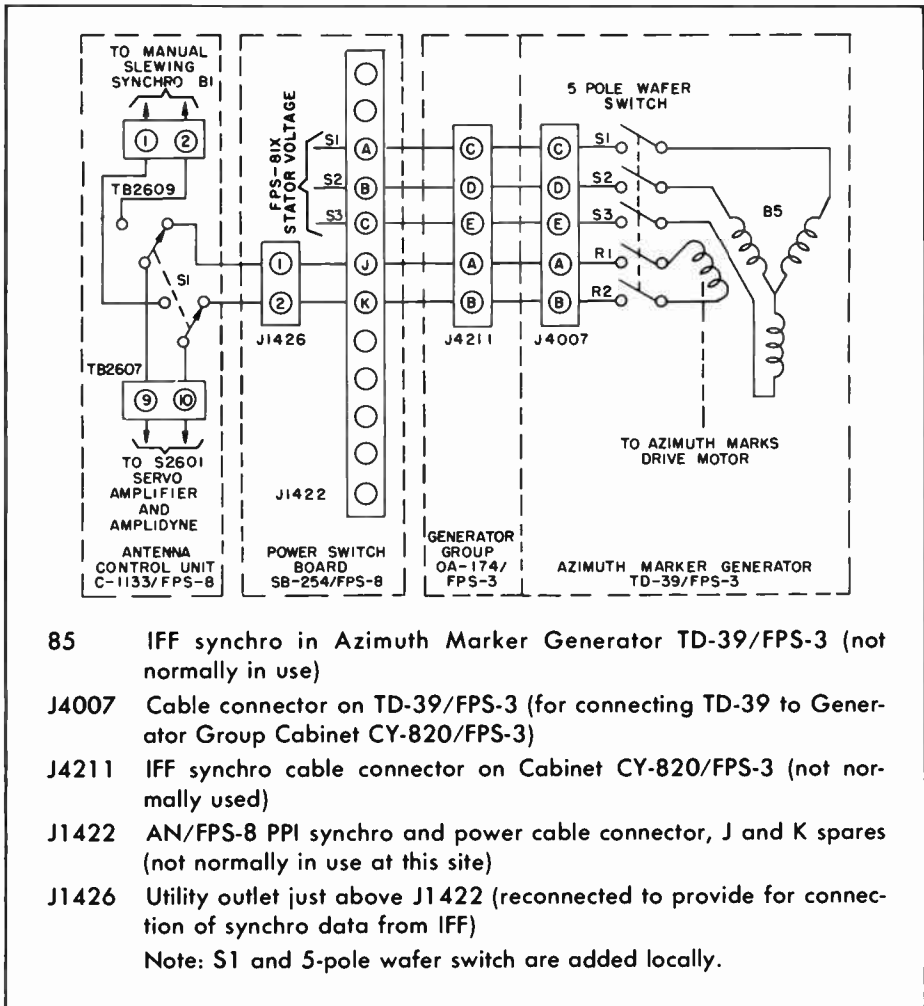 TO MANUAL
SLEWING
SYNCHRO B1
1 2
TB2609
S1
TB2607
9 10
TO S2601
SERVO
AMPLIFIER
AND
AMPLIDYNE
ANTENNA
CONTROL UNIT
C-1133/FPS-8
FPS-81X
STATOR VOLTAGE
S1
S2
S3
1
2
J1426
A
B
C
J
K
J1422
POWER SWITCH
BOARD
SB-254/FPS-8
C
D
E
A
B
J4211
GENERATOR
GROUP
OA-174/
FPS-3
C
D
E
A
B
J4007
5 POLE WAFER
SWITCH
S1
S2
S3
R1
R2
B5
TO AZIMUTH MARKS
DRIVE MOTOR
AZIMUTH MARKER GENERATOR
TD-39/FPS-3
85 IFF synchro in Azimuth Marker Generator TD-39/FPS-3 (not
normally in use)
J4007 Cable connector on TD-39/FPS-3 (for connecting TD-39 to Gener-
ator Group Cabinet CY-820/FPS-3)
J4211 IFF synchro cable connector on Cabinet CY-820/FPS-3 (not nor-
mally used)
J1422 AN/FPS-8 PPI synchro and power cable connector, J and K spares
(not normally in use at this site)
J1426 Utility outlet just above J1422 (reconnected to provide for connec-
tion of synchro data from IFF)
Note: S1 and 5-pole wafer switch are added locally.